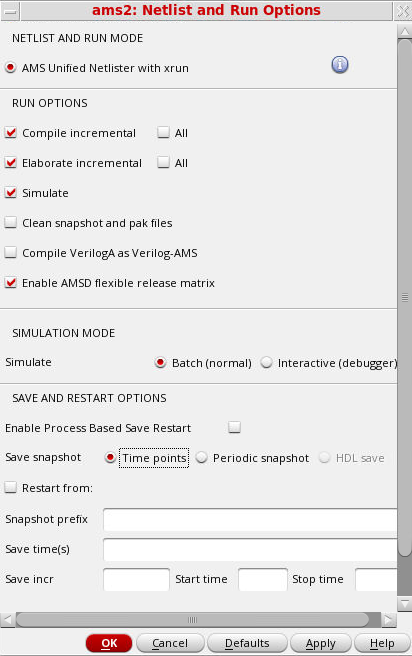 ams2: Netlist and Run Options
NETLIST AND RUN MODE
AMS Unified Netlister with xrun
RUN OPTIONS
Compile incremental All
Elaborate incremental All
Simulate
Clean snapshot and pak files
Compile VerilogA as Verilog-AMS
Enable AMSD flexible release matrix
SIMULATION MODE
Simulate Batch (normal) Interactive (debugger)
SAVE AND RESTART OPTIONS
Enable Process Based Save Restart
Save snapshot Time points Periodic snapshot HDL save
Restart from:
Snapshot prefix
Save time(s)
Save incr Start time Stop time
OK Cancel Defaults Apply Help